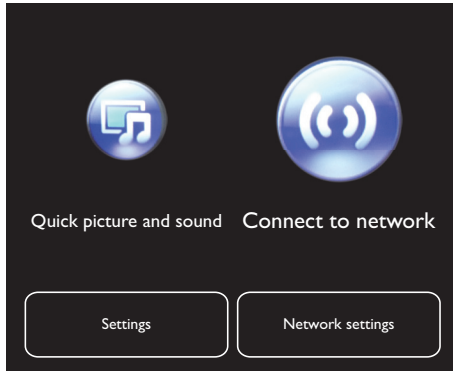 Quick picture and sound
Connect to network
Settings
Network settings